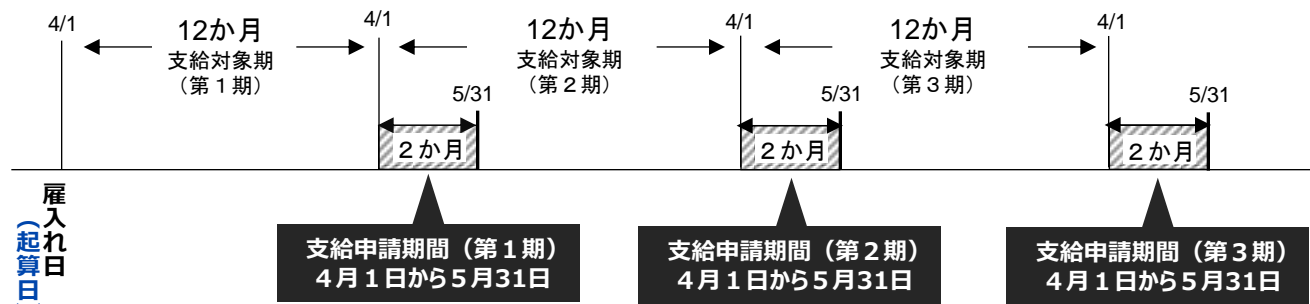 4/1
12か月
支給対象期
（第１期）
4/1
12か月
支給対象期
（第２期）
4/1
12か月
支給対象期
（第３期）
4/1
5/31
5/31
5/31
２か月
２か月
２か月
雇入れ日
（起算日）
支給申請期間（第１期）
４月１日から５月31日
支給申請期間（第２期）
４月１日から５月31日
支給申請期間（第３期）
４月１日から５月31日